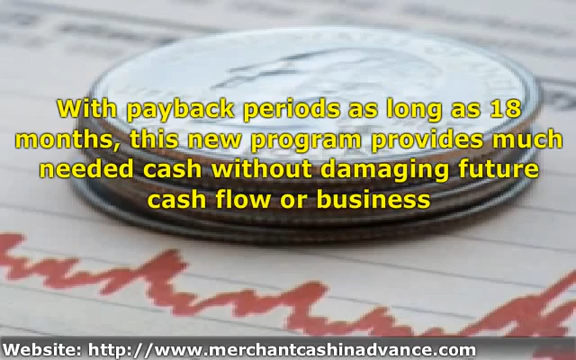 With payback periods as long as 18
months, this new program provides much
needed cash without damaging future
cash flow or business
Website: http://www.merchantcashinadvance.com